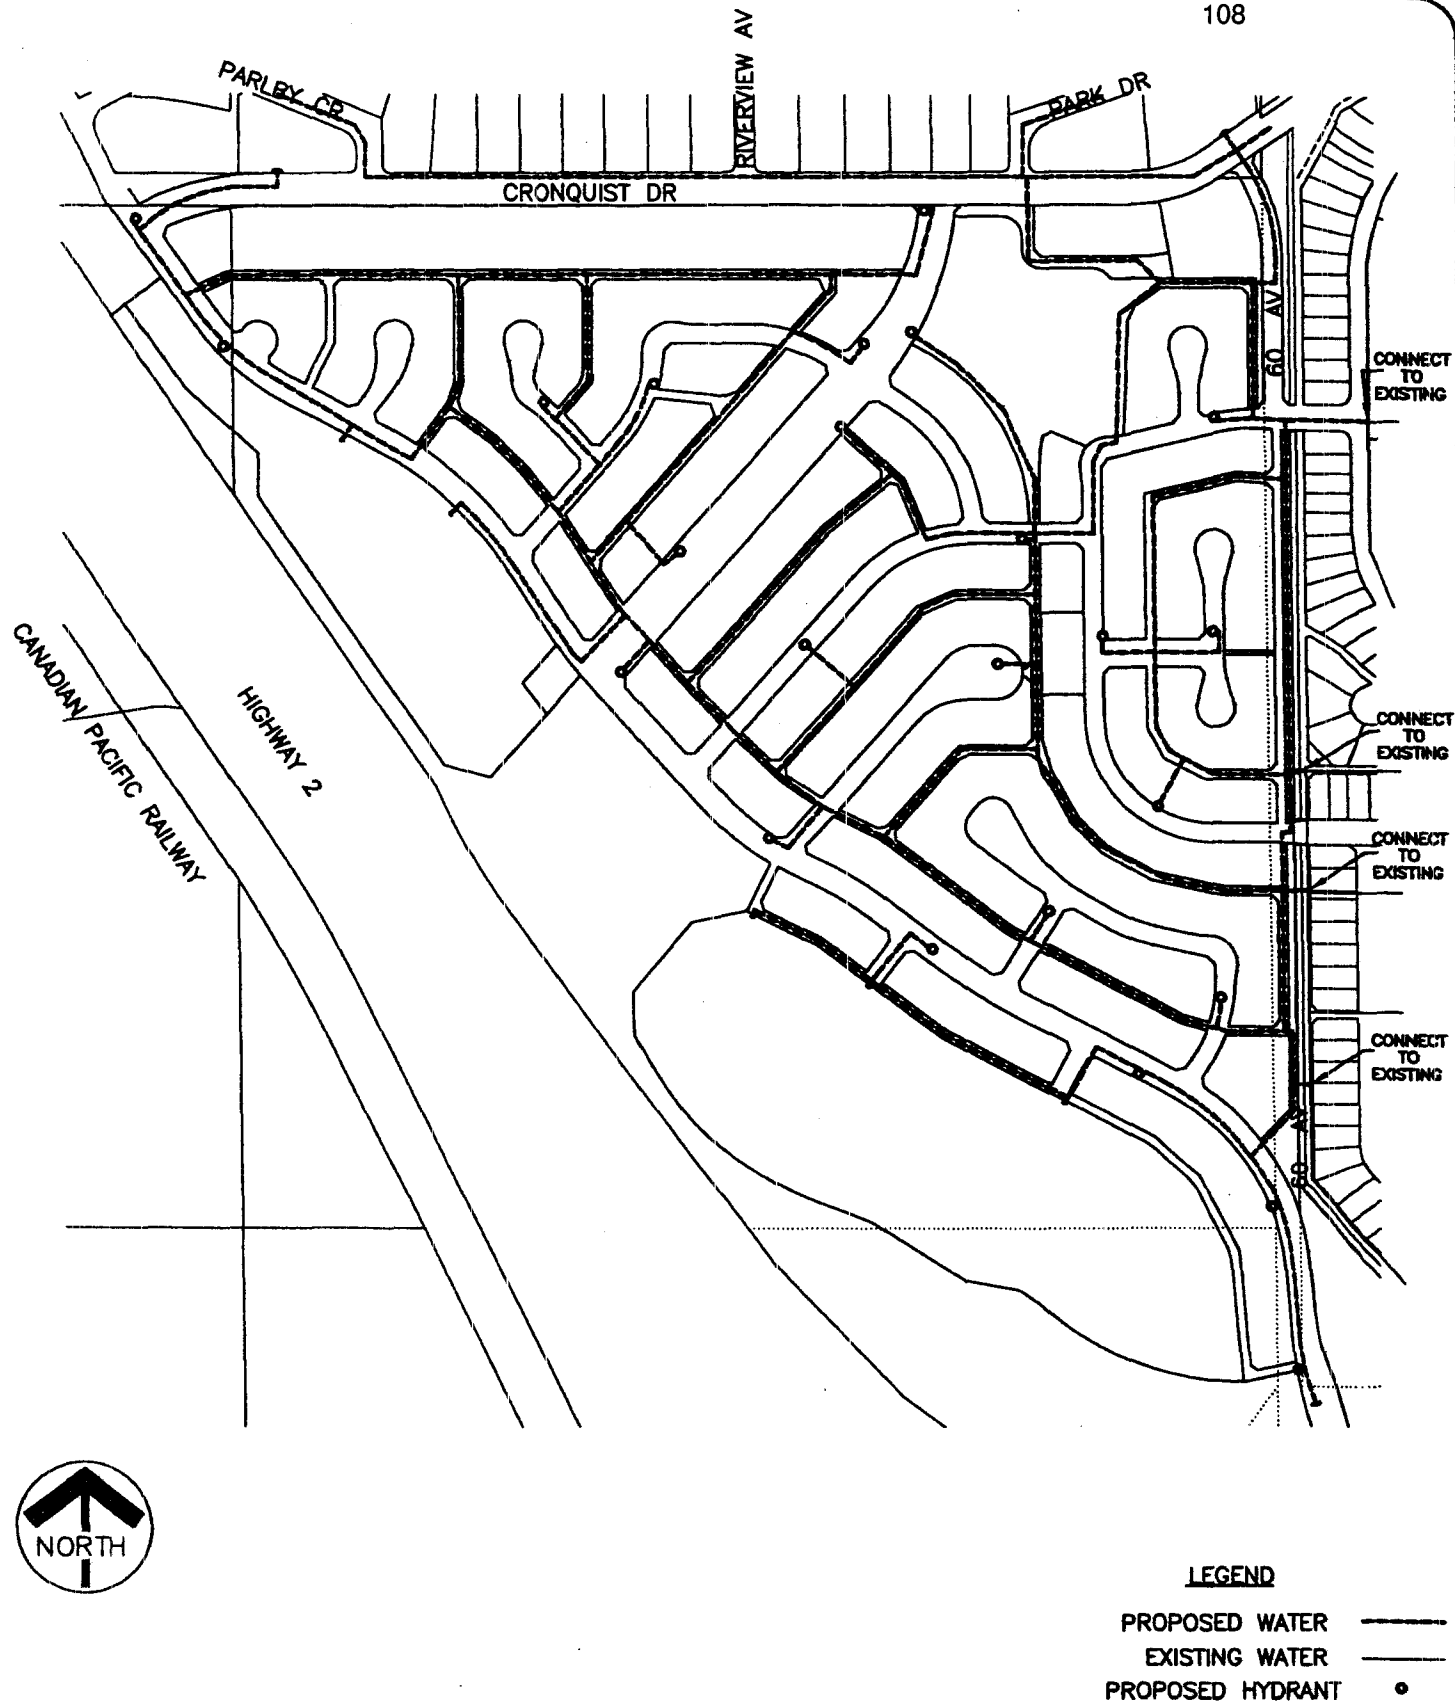 108
RIVERVIEW AV
PARLBY CR
PARK DR
CRONQUIST DR
60 AV
CONNECT
TO
EXISTING
CANADIAN PACIFIC RAILWAY
HIGHWAY 2
CONNECT
TO
EXISTING
CONNECT
TO
EXISTING
CONNECT
TO
EXISTING
60 AV
NORTH
LEGEND
PROPOSED WATER
EXISTING WATER
PROPOSED HYDRANT